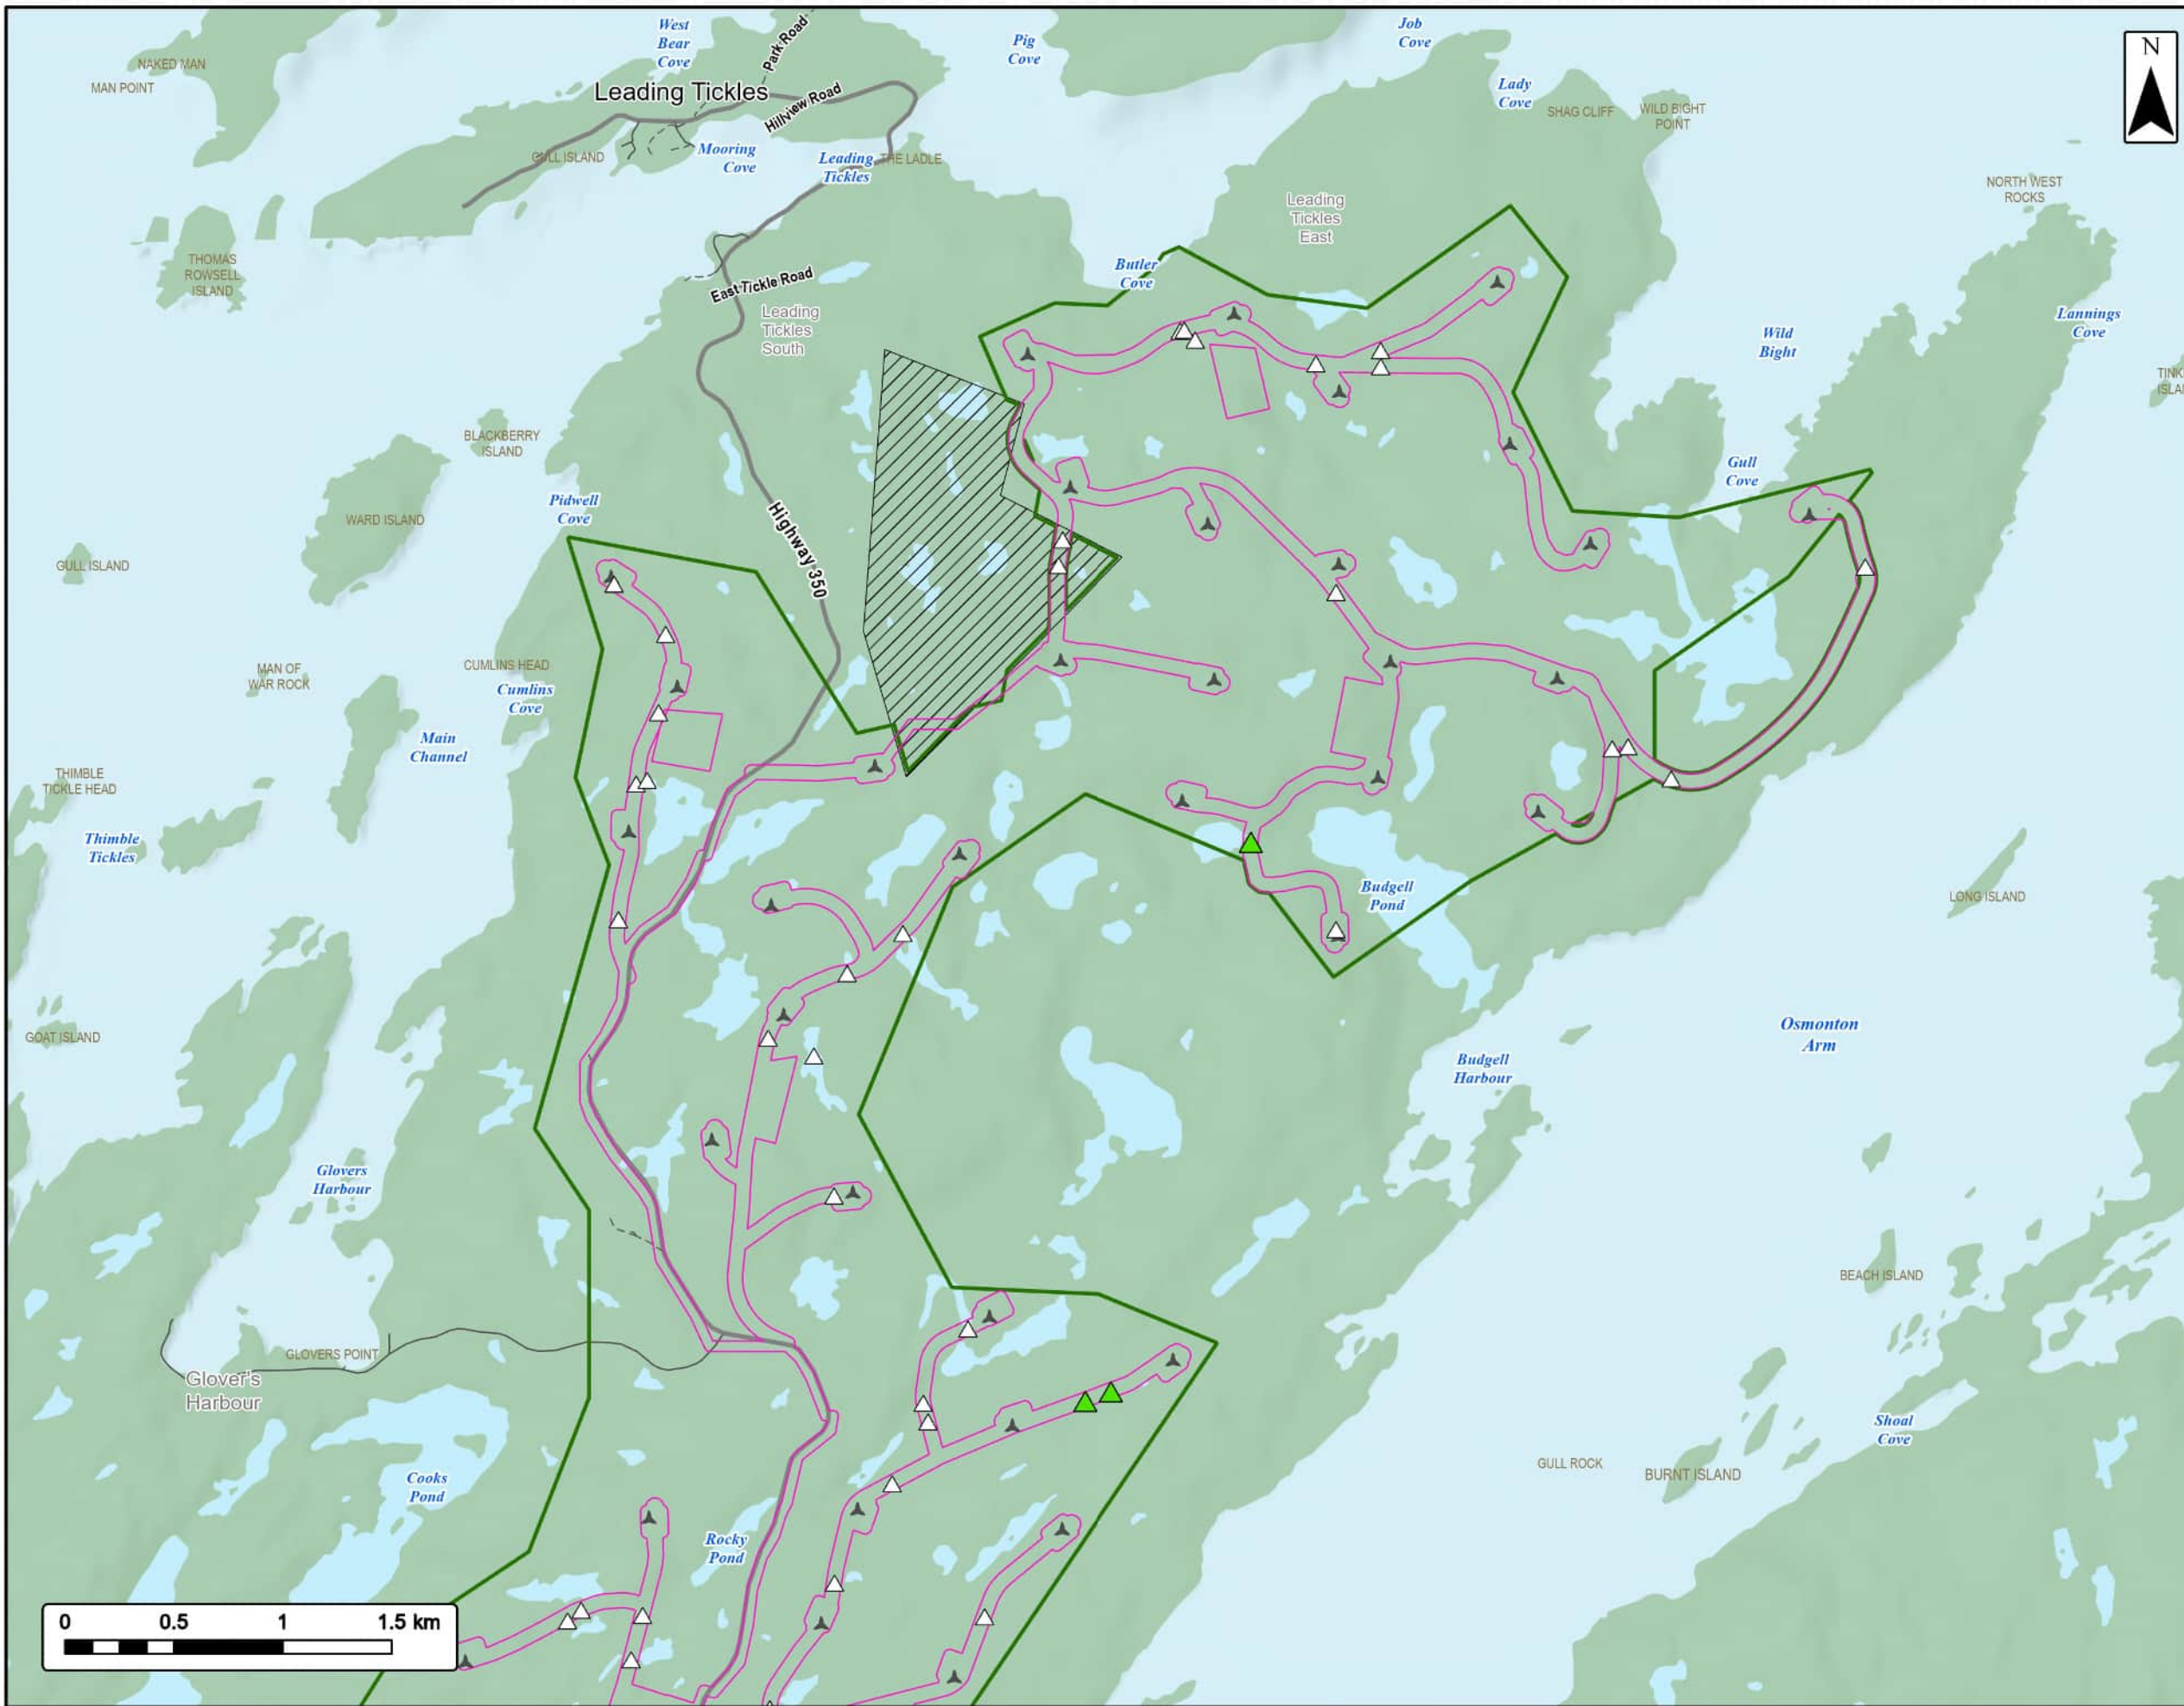 West
Bear
Cove
Park Road
Pig
Cove
Job
Cove
N
NAKED MAN
MAN POINT
Leading Tickles
Hillview Road
Lady
Cove
SHAG CLIFF
WILD BIGHT
POINT
GULL ISLAND
Mooring
Cove
Leading
Tickles
THE LADLE
NORTH WEST
ROCKS
Leading
Tickles
East
THOMAS
ROWSELL
ISLAND
East Tickle Road
Butler
Cove
Leading
Tickles
South
Wild
Bight
Lannings
Cove
BLACKBERRY
ISLAND
Gull
Cove
Pidwell
Cove
WARD ISLAND
Highway 350
GULL ISLAND
MAN OF
WAR ROCK
CUMLINS HEAD
Cumlins
Cove
Main
Channel
THIMBLE
TICKLE HEAD
Thimble
Tickles
Budgell
Pond
LONG ISLAND
GOAT ISLAND
Osmonton
Arm
Budgell
Harbour
Glovers
Harbour
BEACH ISLAND
GLOVERS POINT
Glover's
Harbour
Shoal
Cove
GULL ROCK
BURNT ISLAND
Cooks
Pond
Rocky
Pond
0 0.5 1 1.5 km